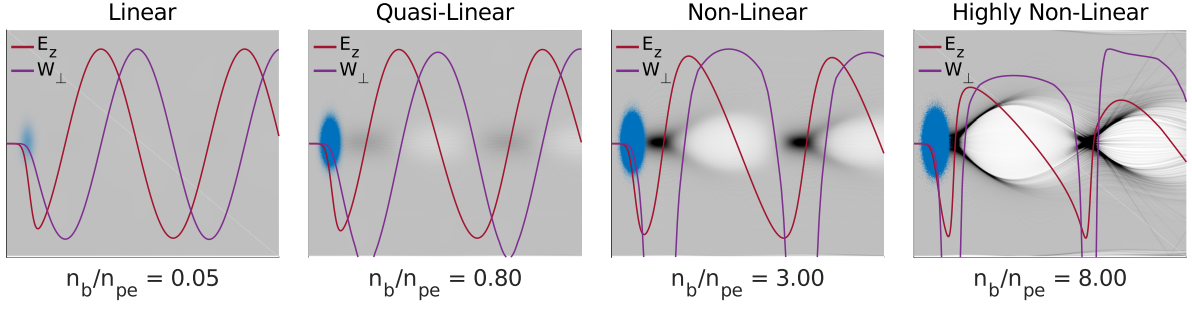 Linear
E_z
W_⊥
n_b/n_pe = 0.05
Quasi-Linear
E_z
W_⊥
n_b/n_pe = 0.80
Non-Linear
E_z
W_⊥
n_b/n_pe = 3.00
Highly Non-Linear
E_z
W_⊥
n_b/n_pe = 8.00